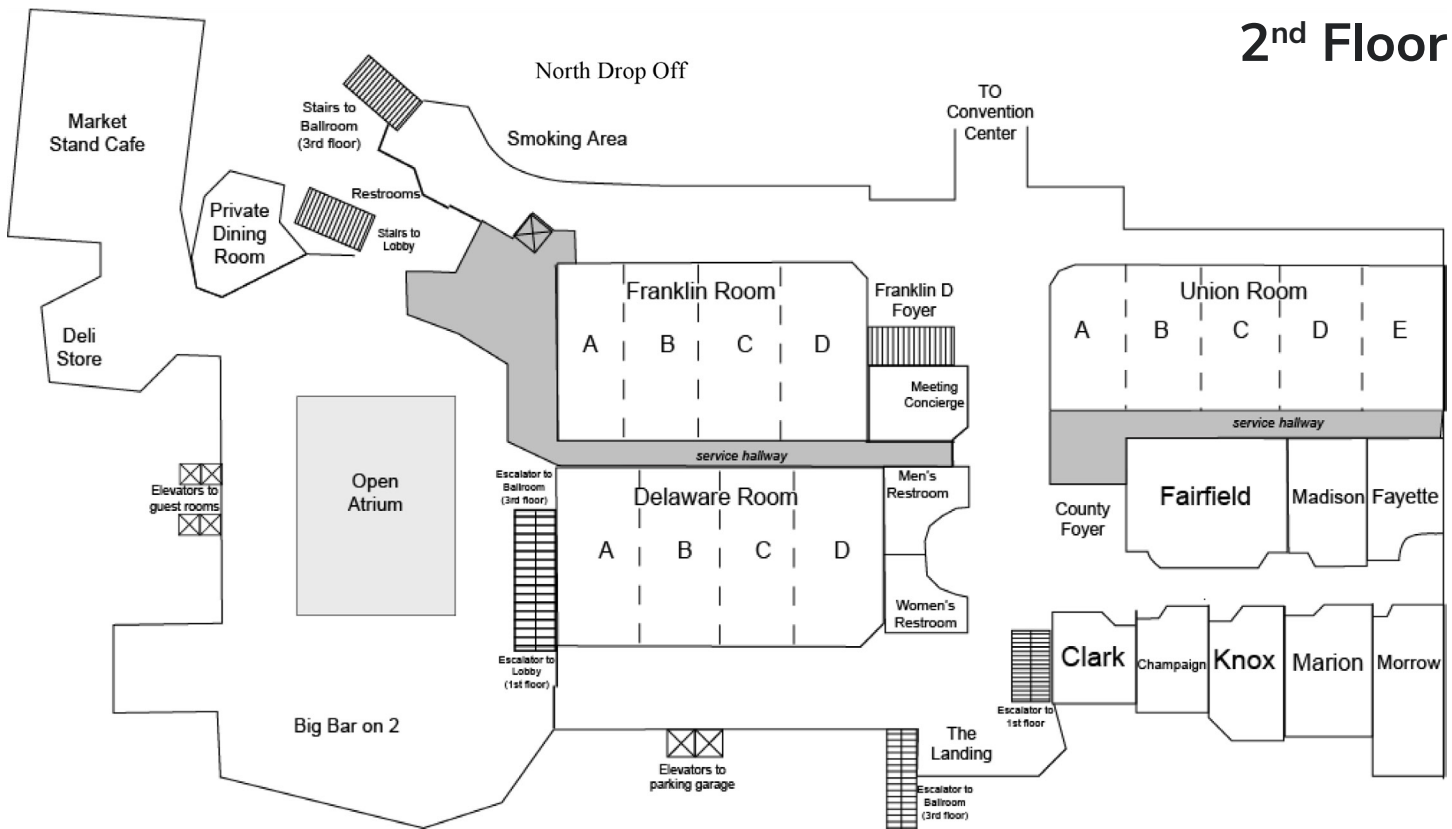 2nd Floor
North Drop Off
TO
Convention
Center
Market
Stand Cafe
Stairs to
Ballroom
(3rd floor)
Smoking Area
Restrooms
Private
Dining
Room
Stairs to
Lobby
Deli
Store
Franklin Room
A
B
C
D
Franklin D
Foyer
Meeting
Concierge
Union Room
A
B
C
D
E
service hallway
service hallway
Open
Atrium
Elevators to
guest rooms
Escalator to
Ballroom
(3rd floor)
Delaware Room
A
B
C
D
Men's
Restroom
Women's
Restroom
County
Foyer
Fairfield
Madison
Fayette
Escalator to
Lobby
(1st floor)
Clark
Champaign
Knox
Marion
Morrow
Escalator to
1st floor
Big Bar on 2
The
Landing
Elevators to
parking garage
Escalator to
Ballroom
(3rd floor)